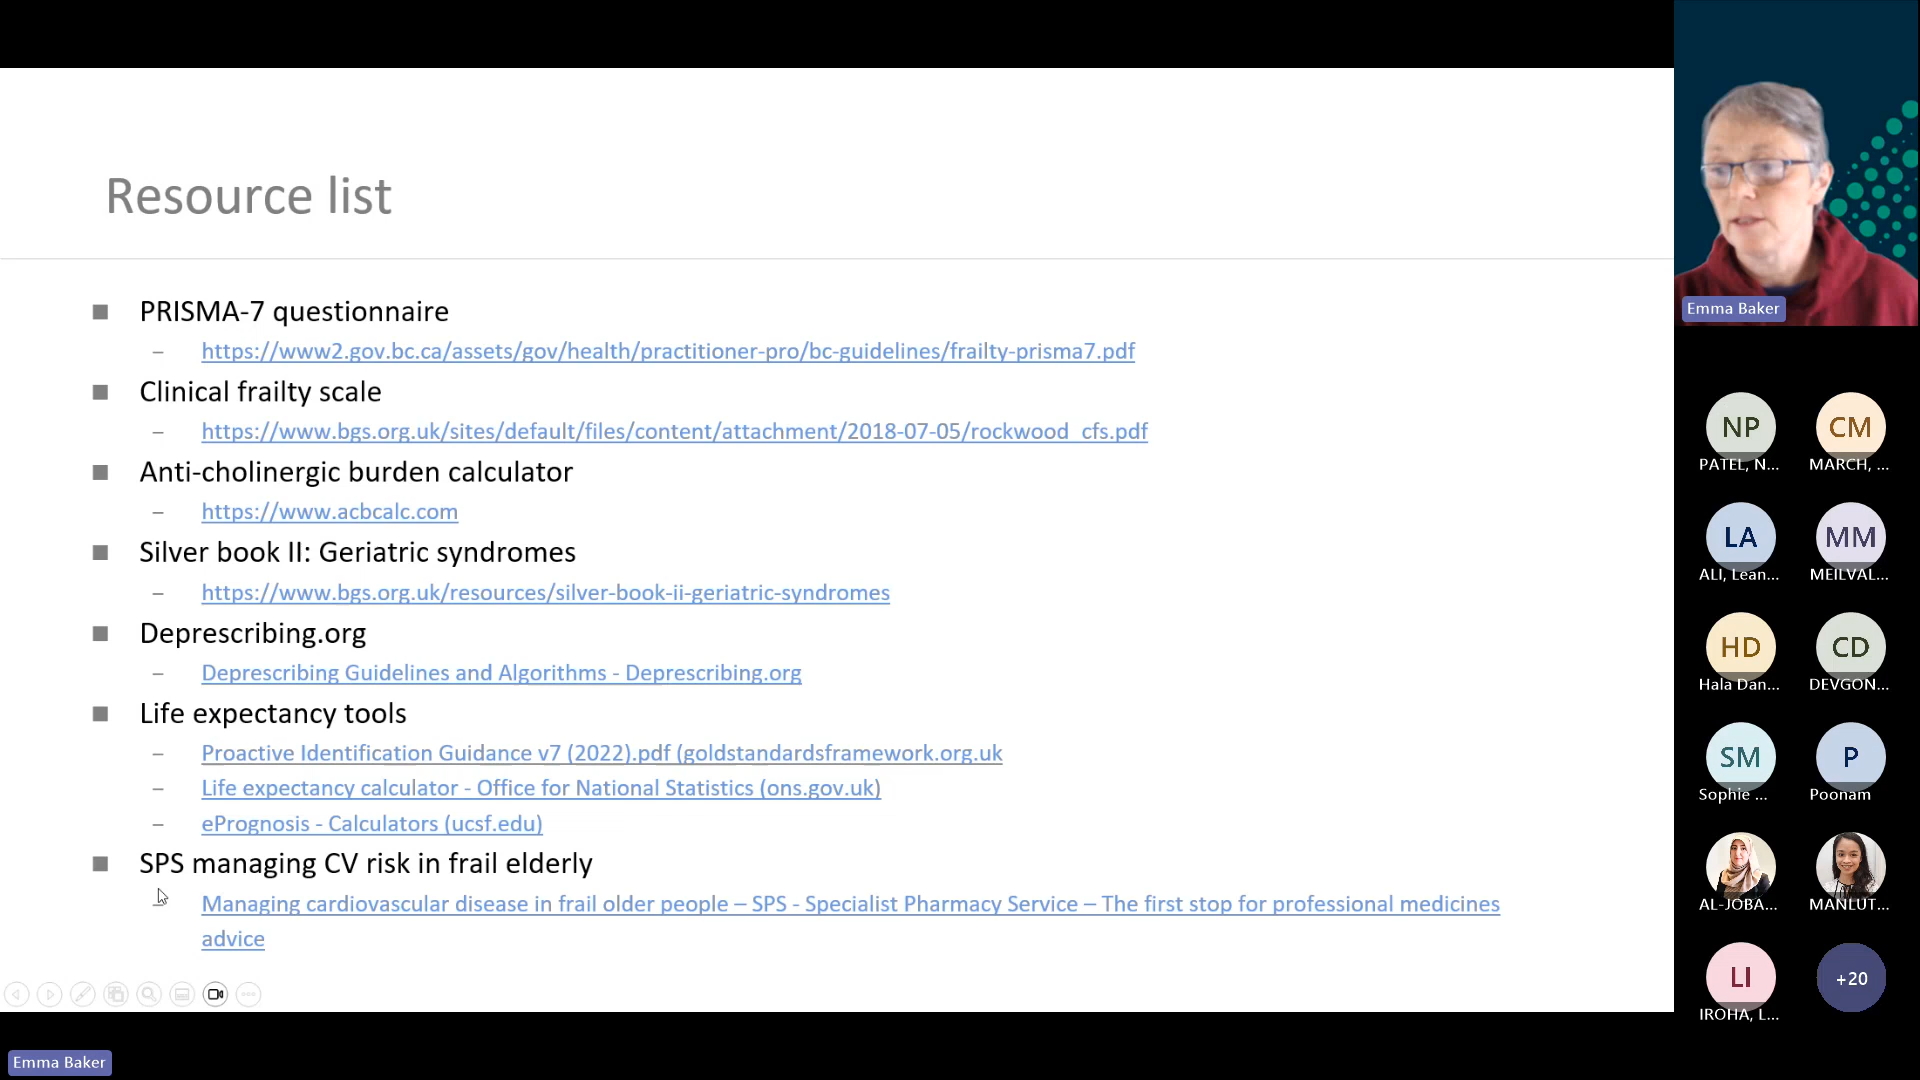 Resource list
PRISMA-7 questionnaire
https://www2.gov.bc.ca/assets/gov/health/practitioner-pro/bc-guidelines/frailty-prisma7.pdf
Clinical frailty scale
https://www.bgs.org.uk/sites/default/files/content/attachment/2018-07-05/rockwood_cfs.pdf
Anti-cholinergic burden calculator
https://www.acbcalc.com
Silver book II: Geriatric syndromes
https://www.bgs.org.uk/resources/silver-book-ii-geriatric-syndromes
Deprescribing.org
Deprescribing Guidelines and Algorithms - Deprescribing.org
Life expectancy tools
Proactive Identification Guidance v7 (2022).pdf (goldstandardsframework.org.uk
Life expectancy calculator - Office for National Statistics (ons.gov.uk)
ePrognosis - Calculators (ucsf.edu)
SPS managing CV risk in frail elderly
Managing cardiovascular disease in frail older people – SPS - Specialist Pharmacy Service – The first stop for professional medicines
advice
Emma Baker
Emma Baker
NP CM
PATEL, N... MARCH, ...
LA MM
ALI, Lean... MEILVAL...
HD CD
Hala Dan... DEVGON...
SM P
Sophie ... Poonam
AL-JOBA... MANLUT...
LI +20
IROHA, L...